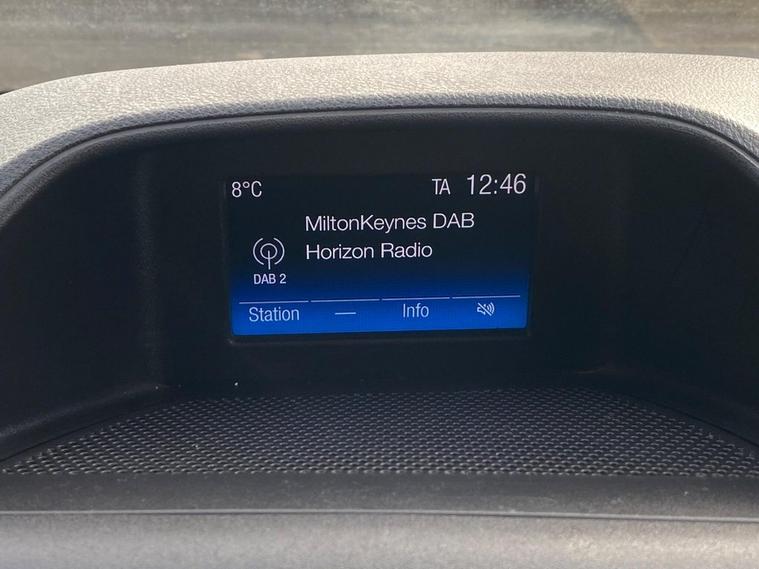 8°C TA 12:46
MiltonKeynes DAB
Horizon Radio
DAB 2
Station — Info